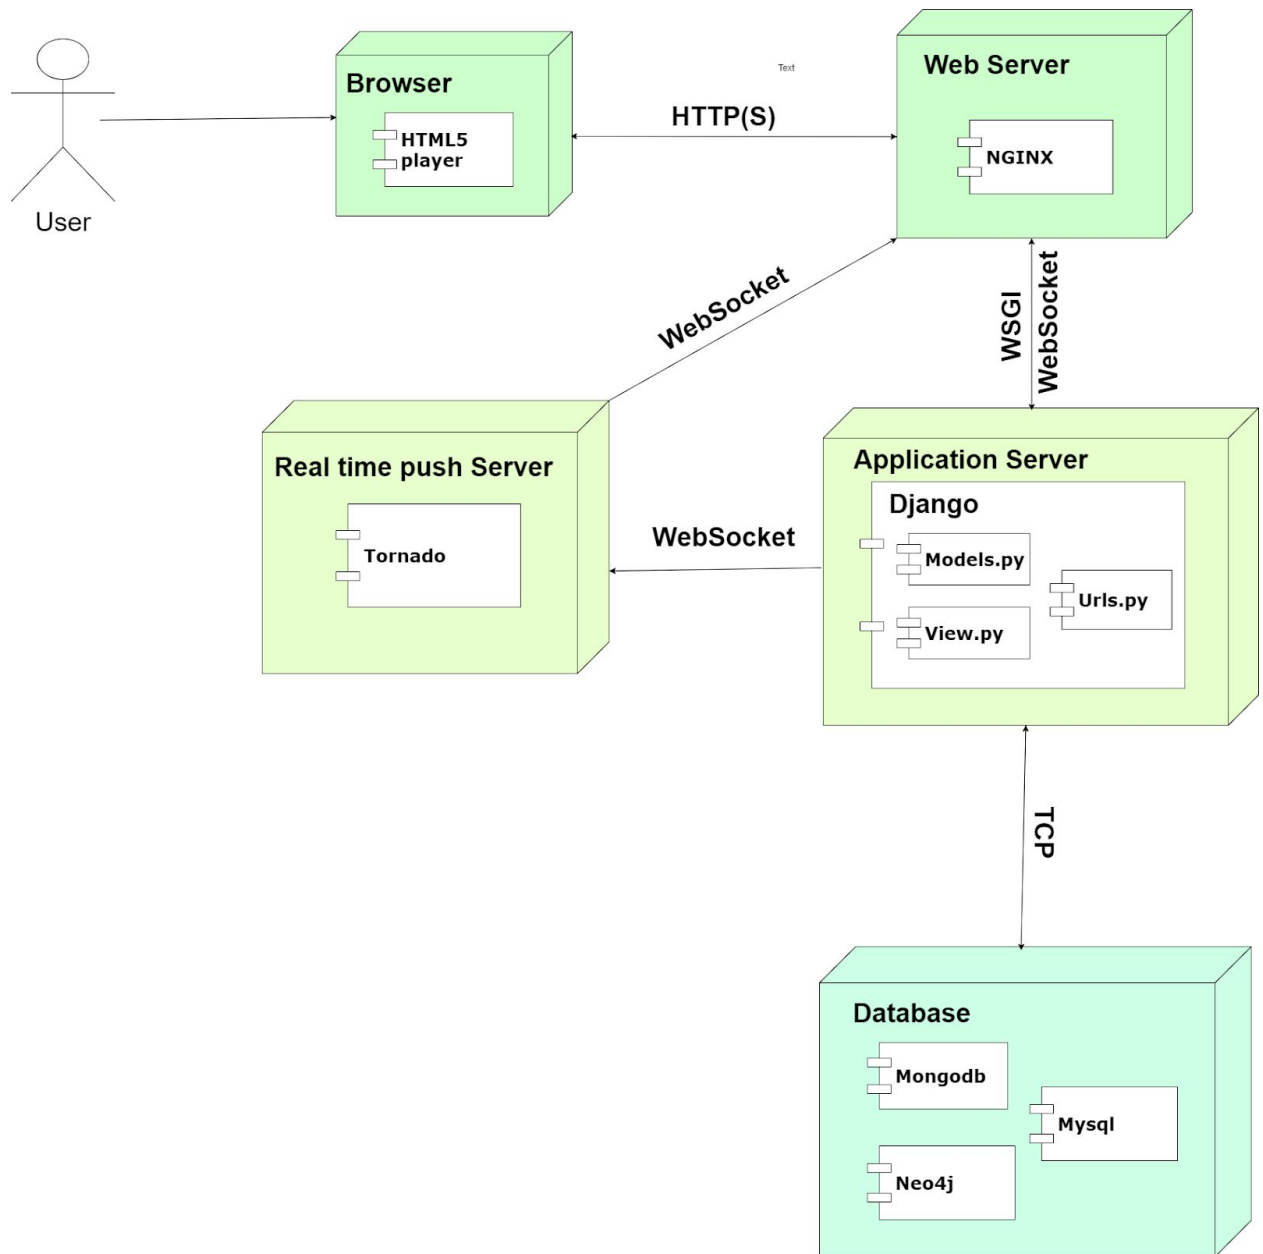 Text
Browser
Web Server
HTTP(S)
HTML5
player
NGINX
User
WebSocket
WSGI
WebSocket
Real time push Server
Application Server
Django
Tornado
WebSocket
Models.py
Urls.py
View.py
TCP
Database
Mongodb
Mysql
Neo4j